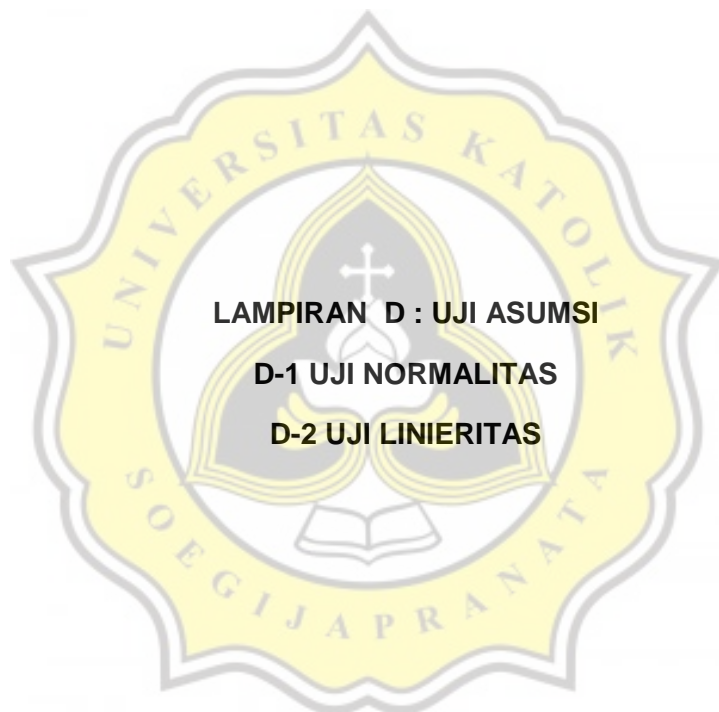 UNIVERSITAS KATOLIK
LAMPIRAN D : UJI ASUMSI
D-1 UJI NORMALITAS
D-2 UJI LINIERITAS
SOEGIJAPRANATA